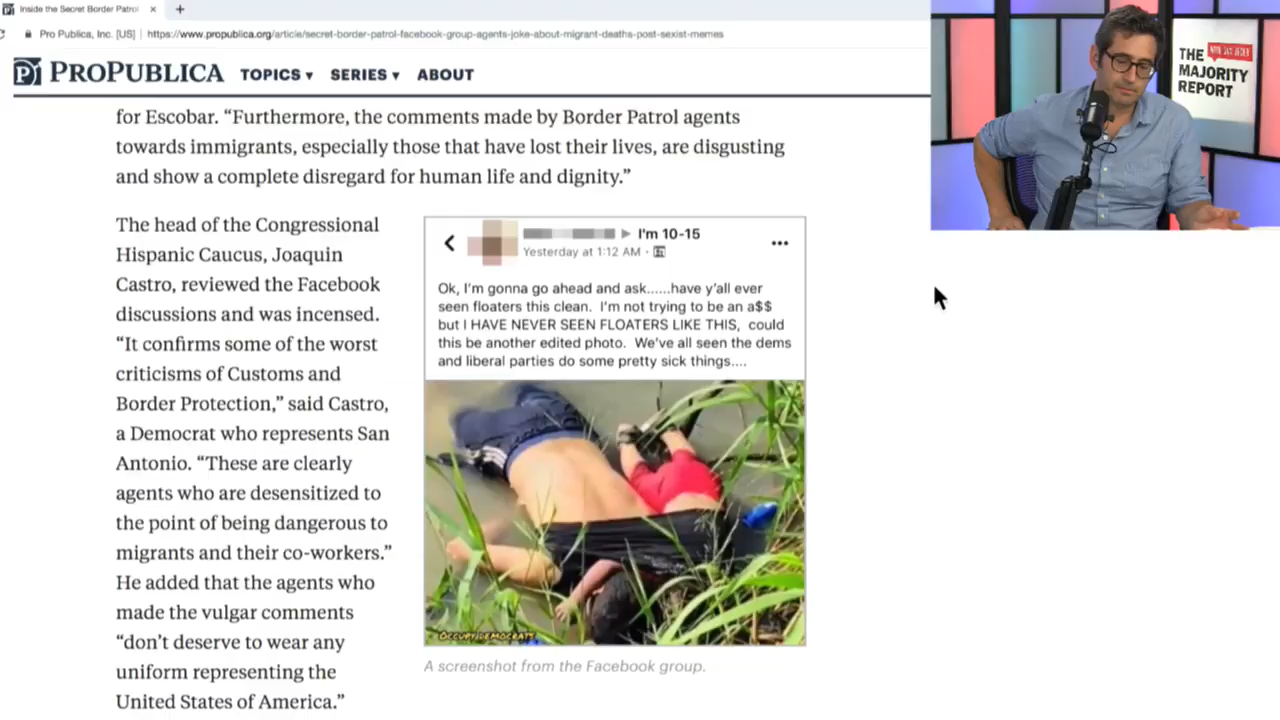 Inside the Secret Border Patrol
Pro Publica, Inc. [US] | https://www.propublica.org/article/secret-border-patrol-facebook-group-agents-joke-about-migrant-deaths-post-sexist-memes
PROPUBLICA TOPICS ▾ SERIES ▾ ABOUT
THE
MAJORITY
REPORT
for Escobar. “Furthermore, the comments made by Border Patrol agents
towards immigrants, especially those that have lost their lives, are disgusting
and show a complete disregard for human life and dignity.”
The head of the Congressional
Hispanic Caucus, Joaquin
Castro, reviewed the Facebook
discussions and was incensed.
“It confirms some of the worst
criticisms of Customs and
Border Protection,” said Castro,
a Democrat who represents San
Antonio. “These are clearly
agents who are desensitized to
the point of being dangerous to
migrants and their co-workers.”
He added that the agents who
made the vulgar comments
“don’t deserve to wear any
uniform representing the
United States of America.”
I'm 10-15
Yesterday at 1:12 AM
Ok, I'm gonna go ahead and ask......have y'all ever
seen floaters this clean. I'm not trying to be an a$$
but I HAVE NEVER SEEN FLOATERS LIKE THIS, could
this be another edited photo. We've all seen the dems
and liberal parties do some pretty sick things....
OCCUPY DEMOCRATS
A screenshot from the Facebook group.